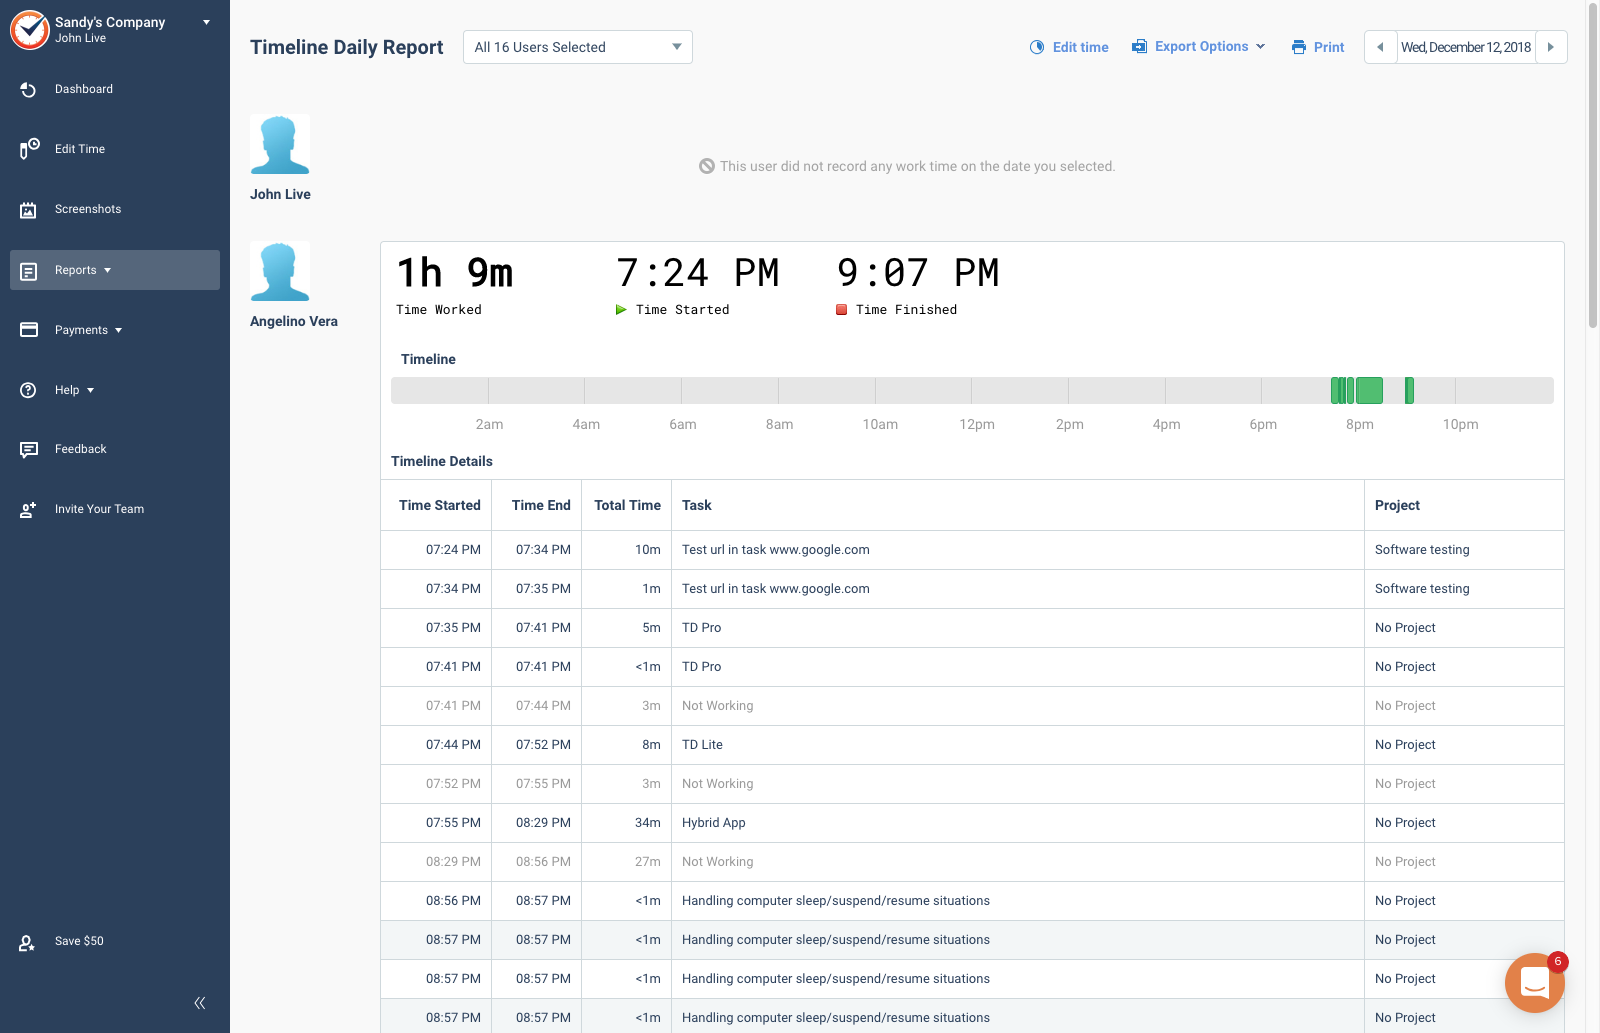 Sandy's Company
John Live
Dashboard
Edit Time
Screenshots
Reports
Payments
Help
Feedback
Invite Your Team
Save $50
Timeline Daily Report
All 16 Users Selected
Edit time
Export Options
Print
Wed, December 12, 2018
John Live
This user did not record any work time on the date you selected.
Angelino Vera
1h 9m 7:24 PM 9:07 PM
Time Worked Time Started Time Finished
Timeline
2am 4am 6am 8am 10am 12pm 2pm 4pm 6pm 8pm 10pm
Timeline Details
Time Started Time End Total Time Task Project
07:24 PM 07:34 PM 10m Test url in task www.google.com Software testing
07:34 PM 07:35 PM 1m Test url in task www.google.com Software testing
07:35 PM 07:41 PM 5m TD Pro No Project
07:41 PM 07:41 PM <1m TD Pro No Project
07:41 PM 07:44 PM 3m Not Working No Project
07:44 PM 07:52 PM 8m TD Lite No Project
07:52 PM 07:55 PM 3m Not Working No Project
07:55 PM 08:29 PM 34m Hybrid App No Project
08:29 PM 08:56 PM 27m Not Working No Project
08:56 PM 08:57 PM <1m Handling computer sleep/suspend/resume situations No Project
08:57 PM 08:57 PM <1m Handling computer sleep/suspend/resume situations No Project
08:57 PM 08:57 PM <1m Handling computer sleep/suspend/resume situations No Project
08:57 PM 08:57 PM <1m Handling computer sleep/suspend/resume situations No Project
6